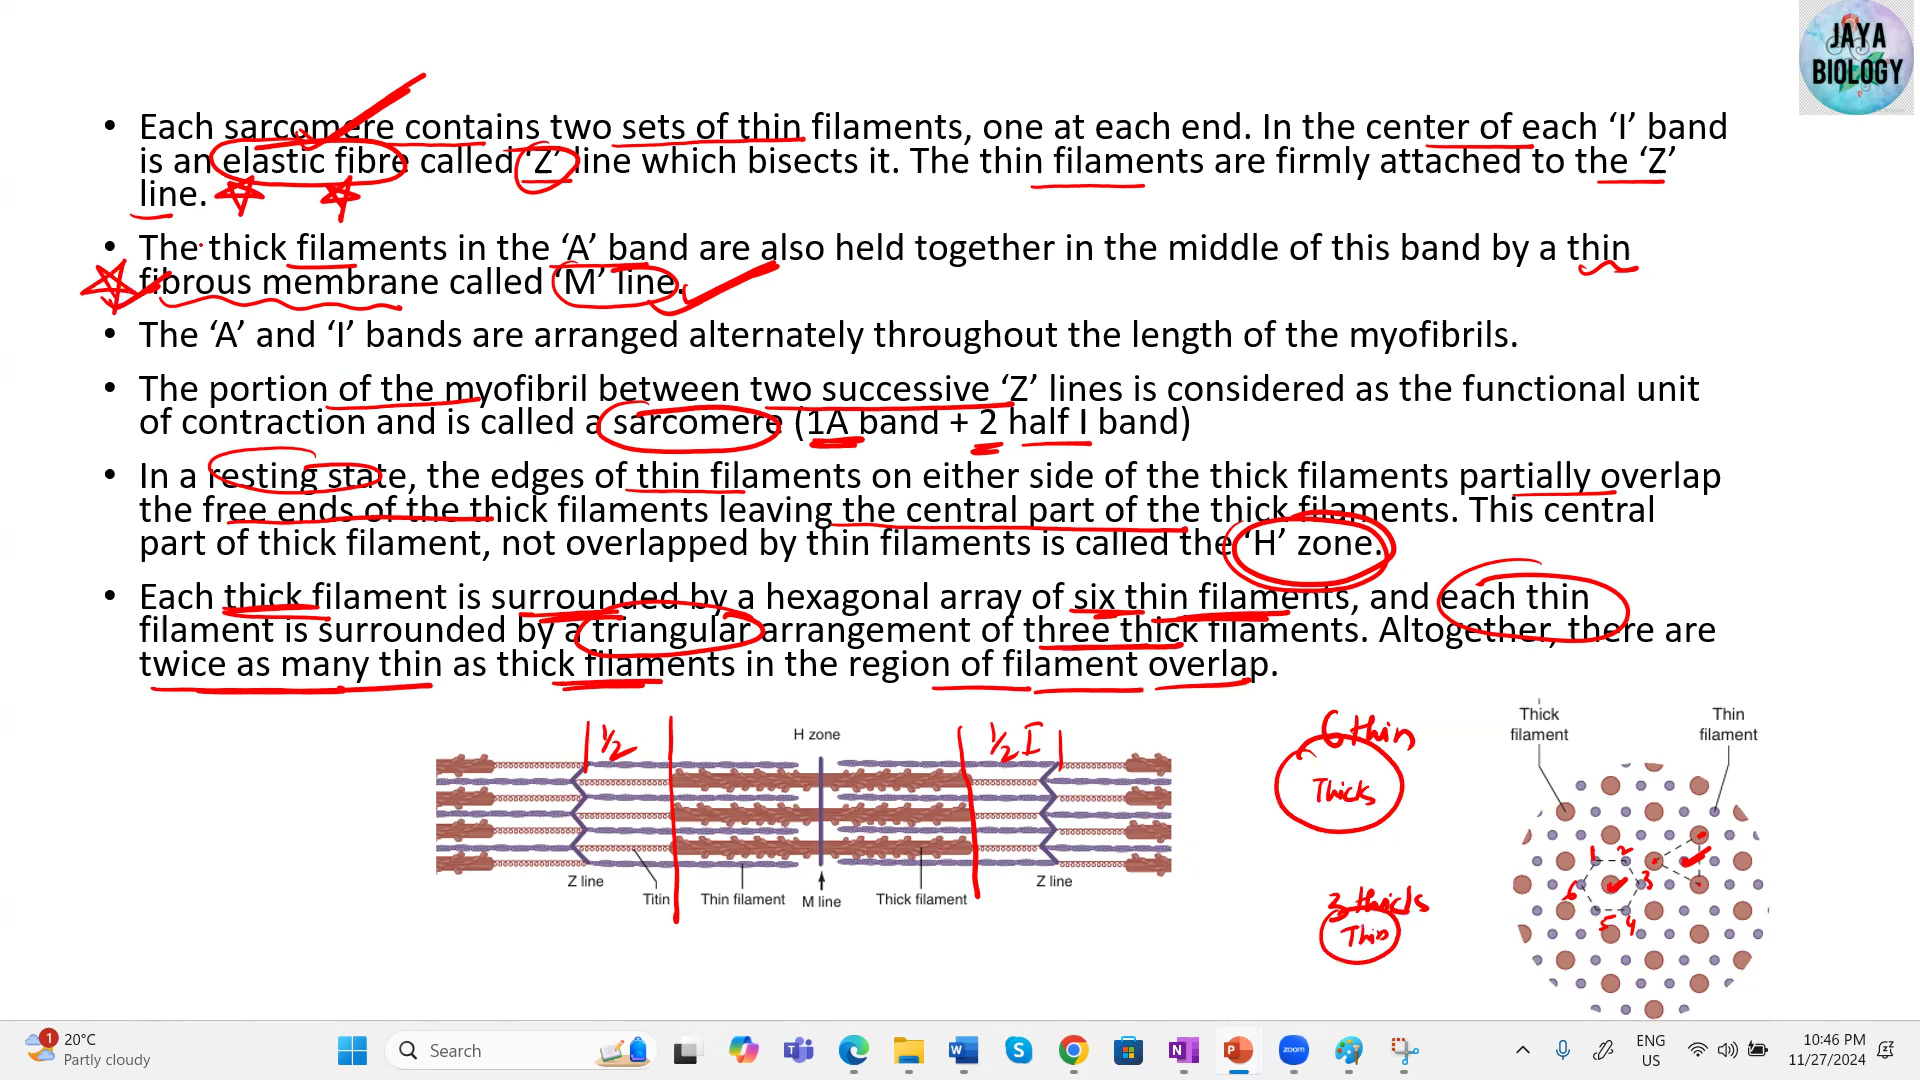 JAYA
BIOLOGY
• Each sarcomere contains two sets of thin filaments, one at each end. In the center of each ‘I’ band
is an elastic fibre called ‘Z’ line which bisects it. The thin filaments are firmly attached to the ‘Z’
line.
• The thick filaments in the ‘A’ band are also held together in the middle of this band by a thin
fibrous membrane called ‘M’ line.
• The ‘A’ and ‘I’ bands are arranged alternately throughout the length of the myofibrils.
• The portion of the myofibril between two successive ‘Z’ lines is considered as the functional unit
of contraction and is called a sarcomere (1A band + 2 half I band)
• In a resting state, the edges of thin filaments on either side of the thick filaments partially overlap
the free ends of the thick filaments leaving the central part of the thick filaments. This central
part of thick filament, not overlapped by thin filaments is called the ‘H’ zone.
• Each thick filament is surrounded by a hexagonal array of six thin filaments, and each thin
filament is surrounded by a triangular arrangement of three thick filaments. Altogether, there are
twice as many thin as thick filaments in the region of filament overlap.
½
H zone
½ I
Z line
Titin
Thin filament
M line
Thick filament
Z line
6 thin
Thicks
3 thicks
Thin
Thick
filament
Thin
filament
1 2
6 3
5 4
1
20°C
Partly cloudy
Search
zoom
ENG
US
10:46 PM
11/27/2024